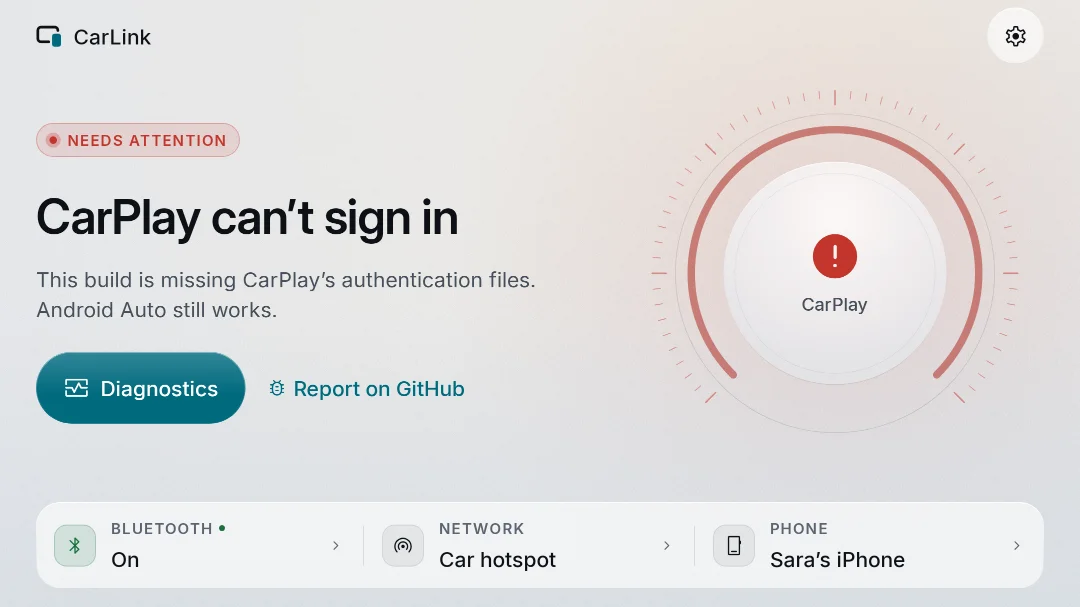 CarLink
NEEDS ATTENTION
CarPlay can’t sign in
This build is missing CarPlay’s authentication files.
Android Auto still works.
Diagnostics
Report on GitHub
CarPlay
BLUETOOTH
On
NETWORK
Car hotspot
PHONE
Sara’s iPhone